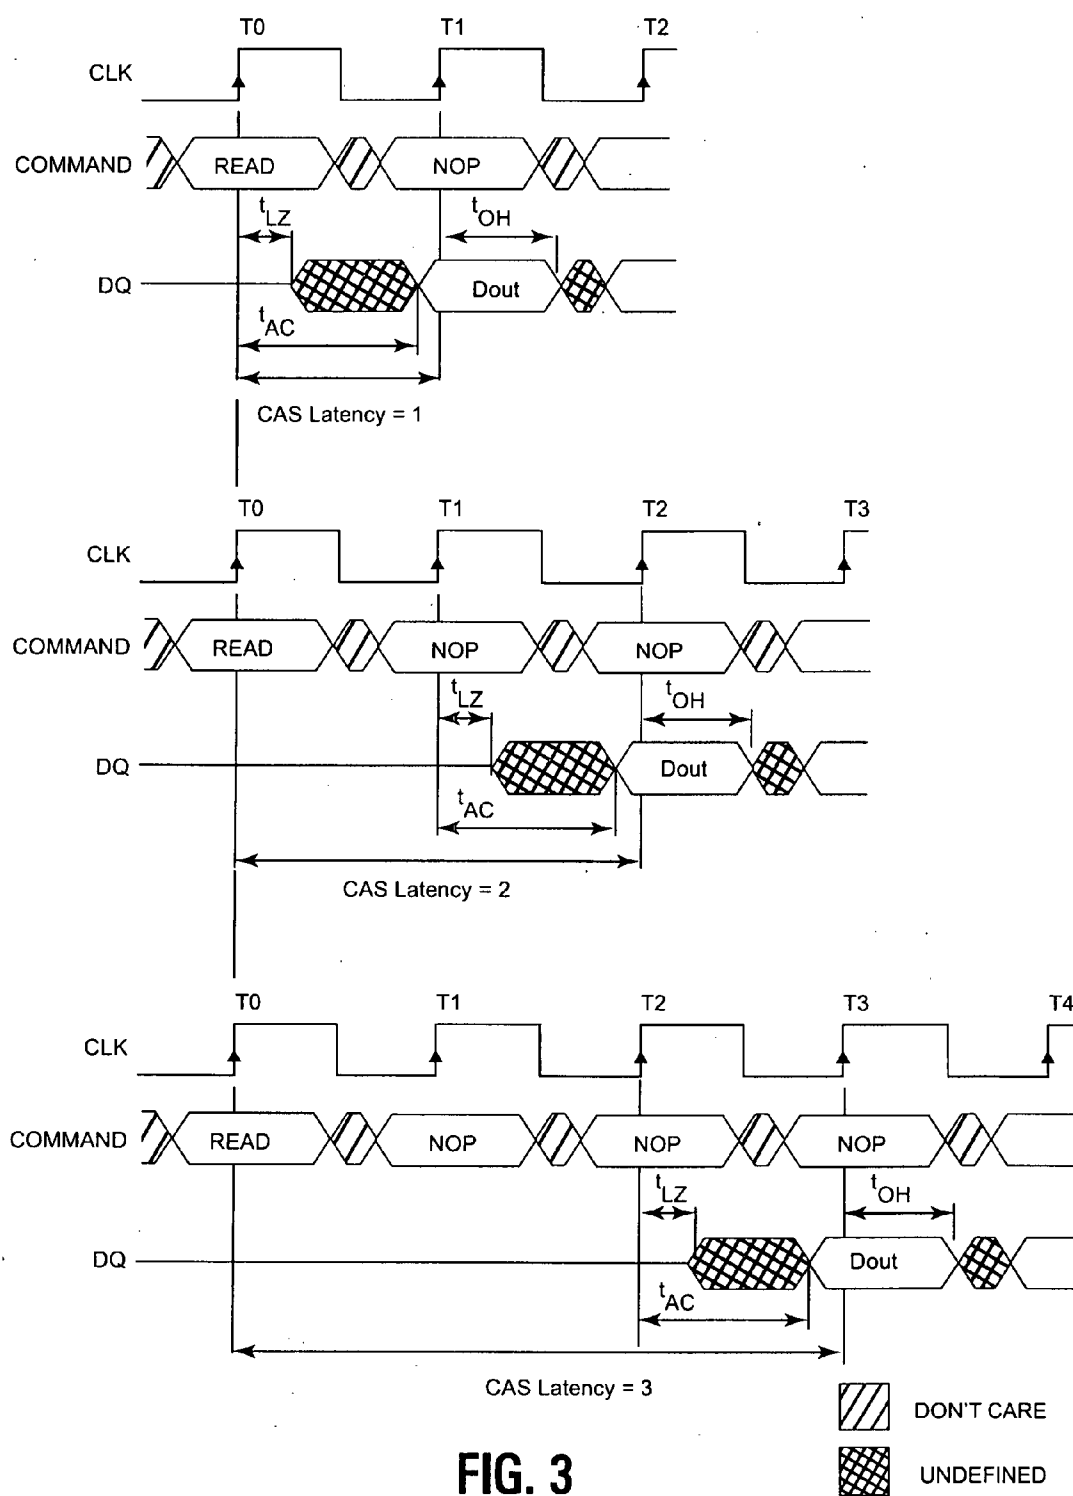 T0 T1 T2
CLK
COMMAND READ NOP
tLZ tOH
DQ Dout
tAC
CAS Latency = 1
T0 T1 T2 T3
CLK
COMMAND READ NOP NOP
tLZ tOH
DQ Dout
tAC
CAS Latency = 2
T0 T1 T2 T3 T4
CLK
COMMAND READ NOP NOP NOP
tLZ tOH
DQ Dout
tAC
CAS Latency = 3
DON'T CARE
FIG. 3
UNDEFINED